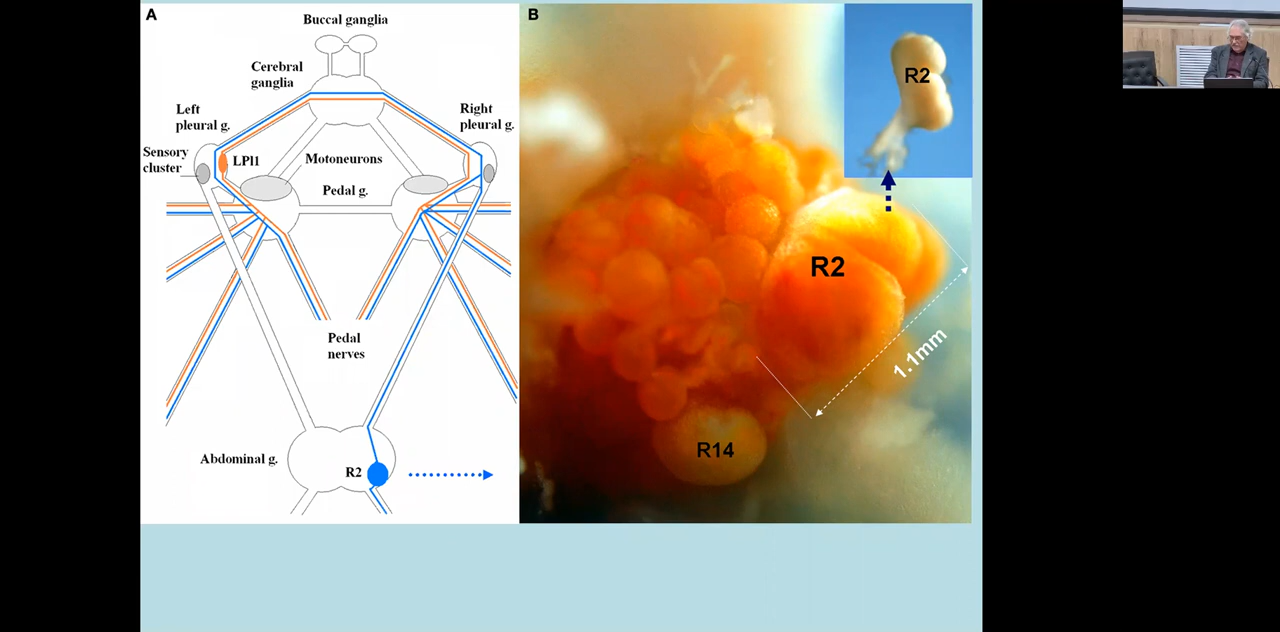 A
Buccal ganglia
Cerebral
ganglia
Left
pleural g.
Right
pleural g.
Sensory
cluster
LPl1
Motoneurons
Pedal g.
Pedal
nerves
Abdominal g.
R2
B
R2
R2
1.1mm
R14